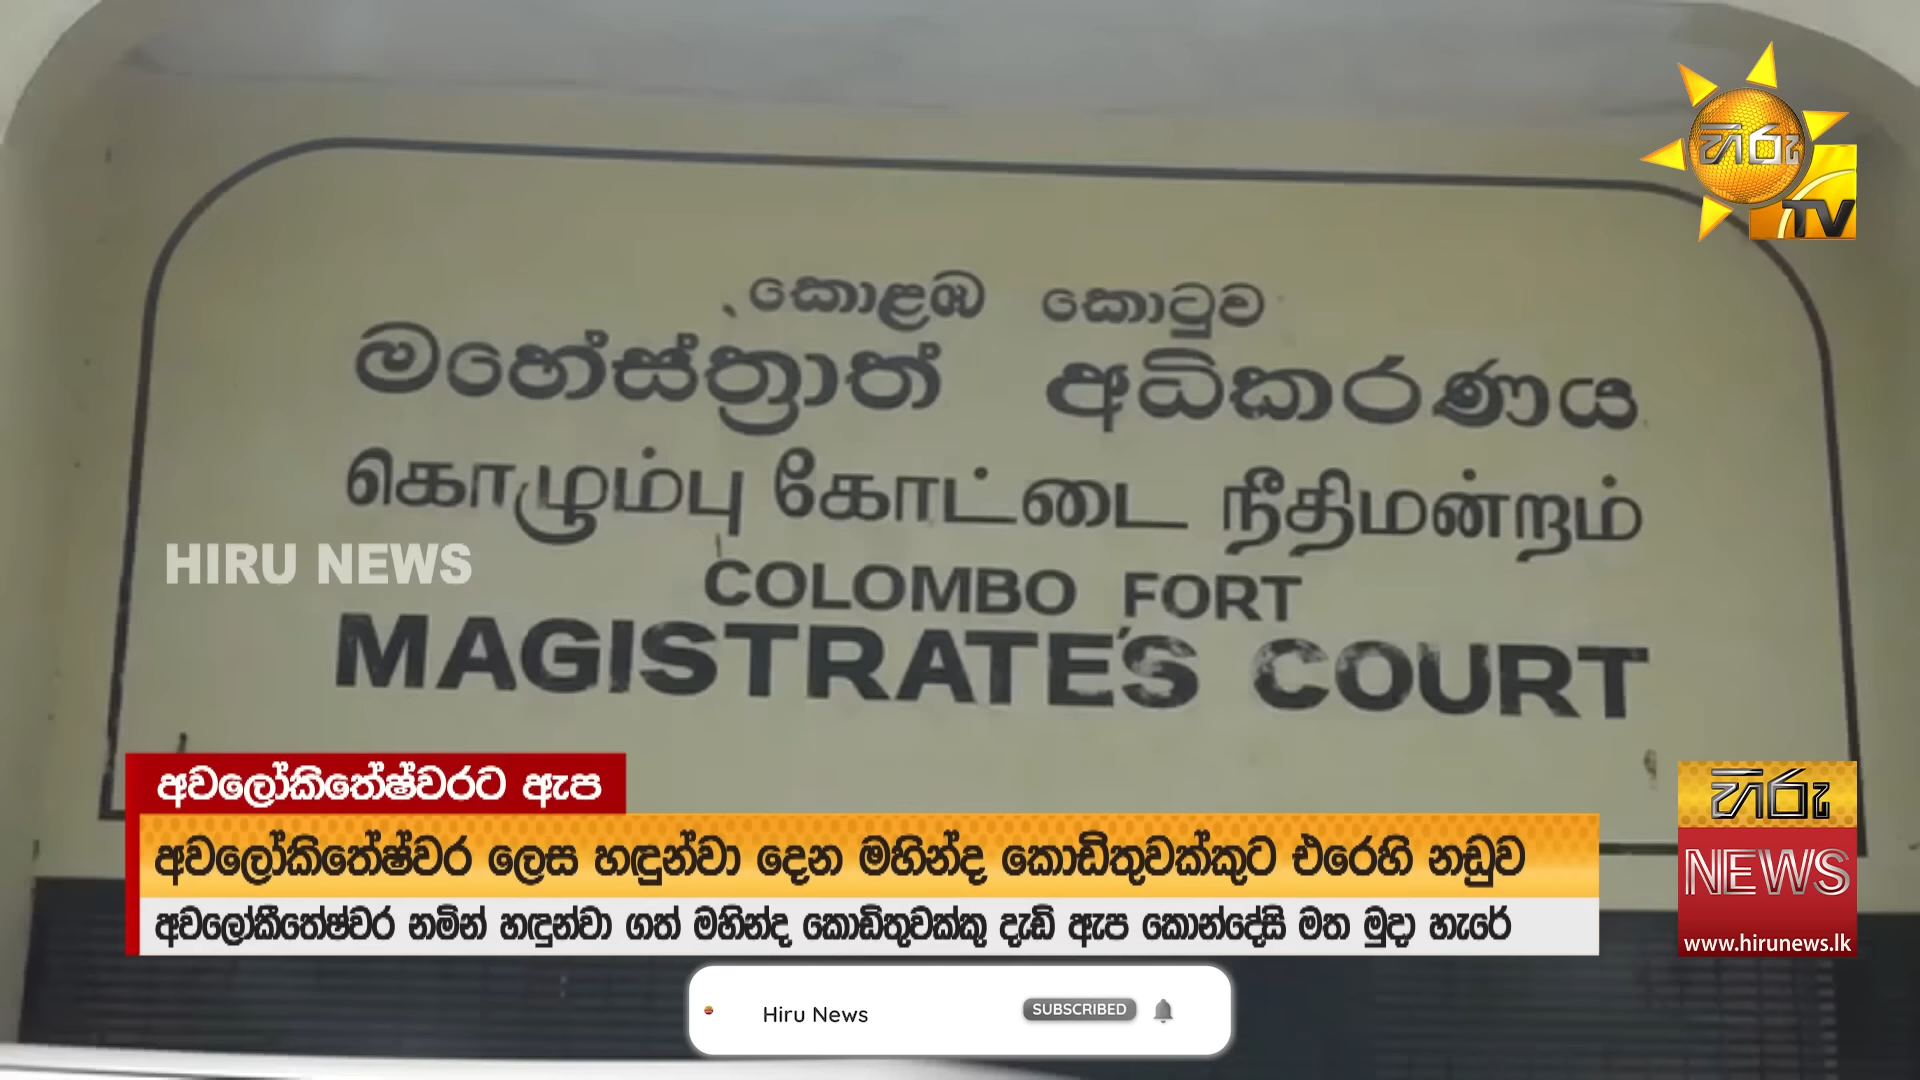 හිරු
TV
කොළඹ කොටුව
මහේස්ත්‍රාත් අධිකරණය
கொழும்பு கோட்டை நீதிமன்றம்
HIRU NEWS
COLOMBO FORT
MAGISTRATE'S COURT
අවලෝකිතේෂ්වරට ඇප
අවලෝකිතේෂ්වර ලෙස හඳුන්වා දෙන මහින්ද කොඩිතුවක්කුට එරෙහි නඩුව
අවලෝකීතේෂ්වර නමින් හඳුන්වා ගත් මහින්ද කොඩිතුවක්කු දැඩි ඇප කොන්දේසි මත මුදා හැරේ
හිරු
NEWS
www.hirunews.lk
Hiru News
SUBSCRIBED